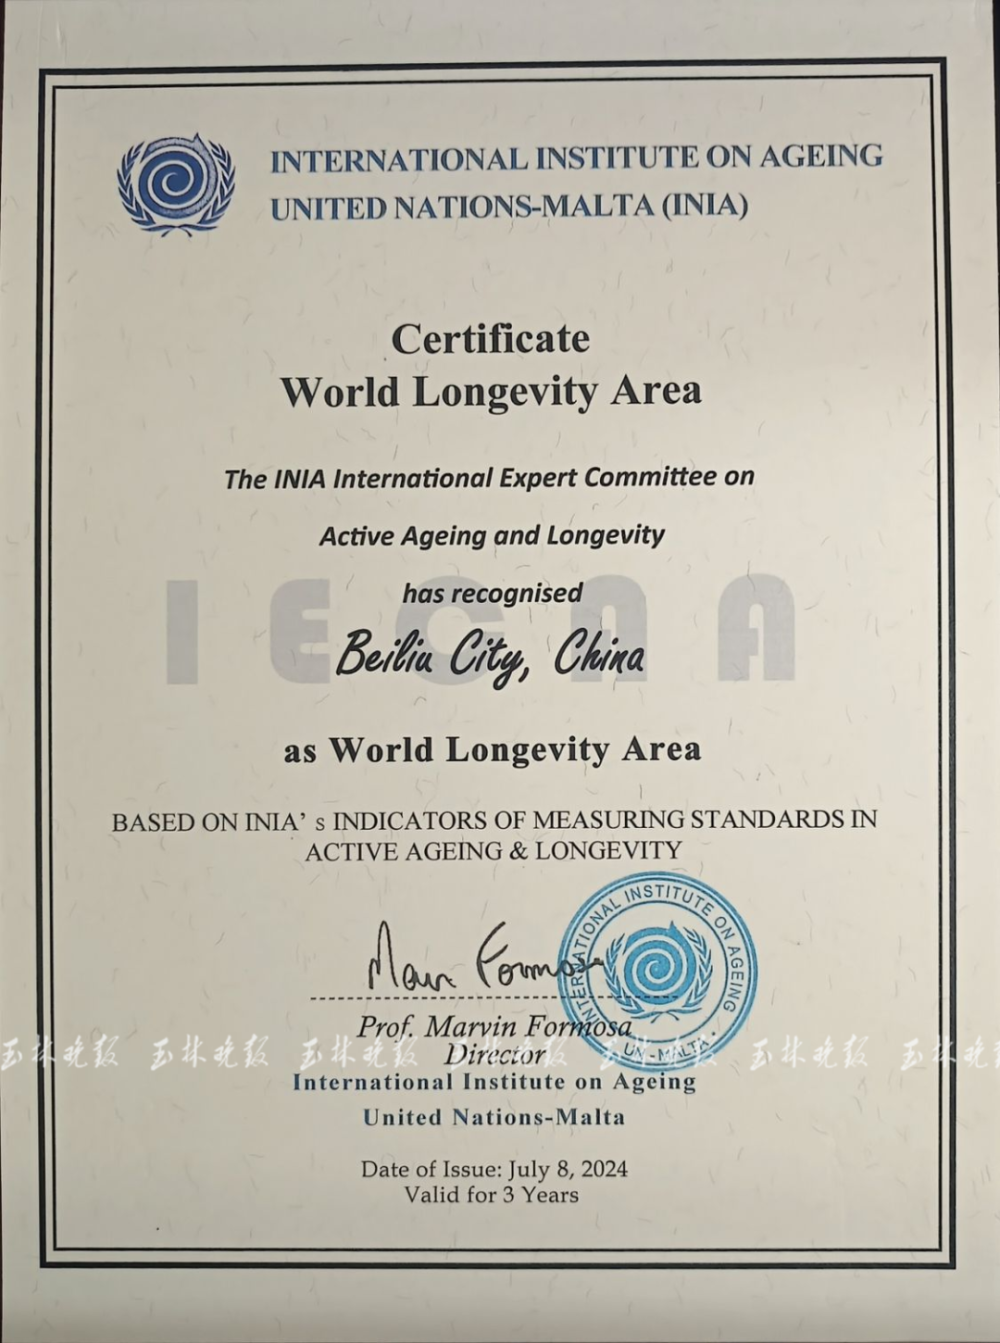 INTERNATIONAL INSTITUTE ON AGEING
UNITED NATIONS-MALTA (INIA)
Certificate
World Longevity Area
The INIA International Expert Committee on
Active Ageing and Longevity
has recognised
IECAA
Beiliu City, China
as World Longevity Area
BASED ON INIA’ s INDICATORS OF MEASURING STANDARDS IN
ACTIVE AGEING & LONGEVITY
INTERNATIONAL INSTITUTE ON AGEING
UN-MALTA
Prof. Marvin Formosa
玉林晚报 玉林晚报 玉林晚报 玉林晚报 玉林晚报 玉林晚报 玉林
Director
International Institute on Ageing
United Nations-Malta
Date of Issue: July 8, 2024
Valid for 3 Years